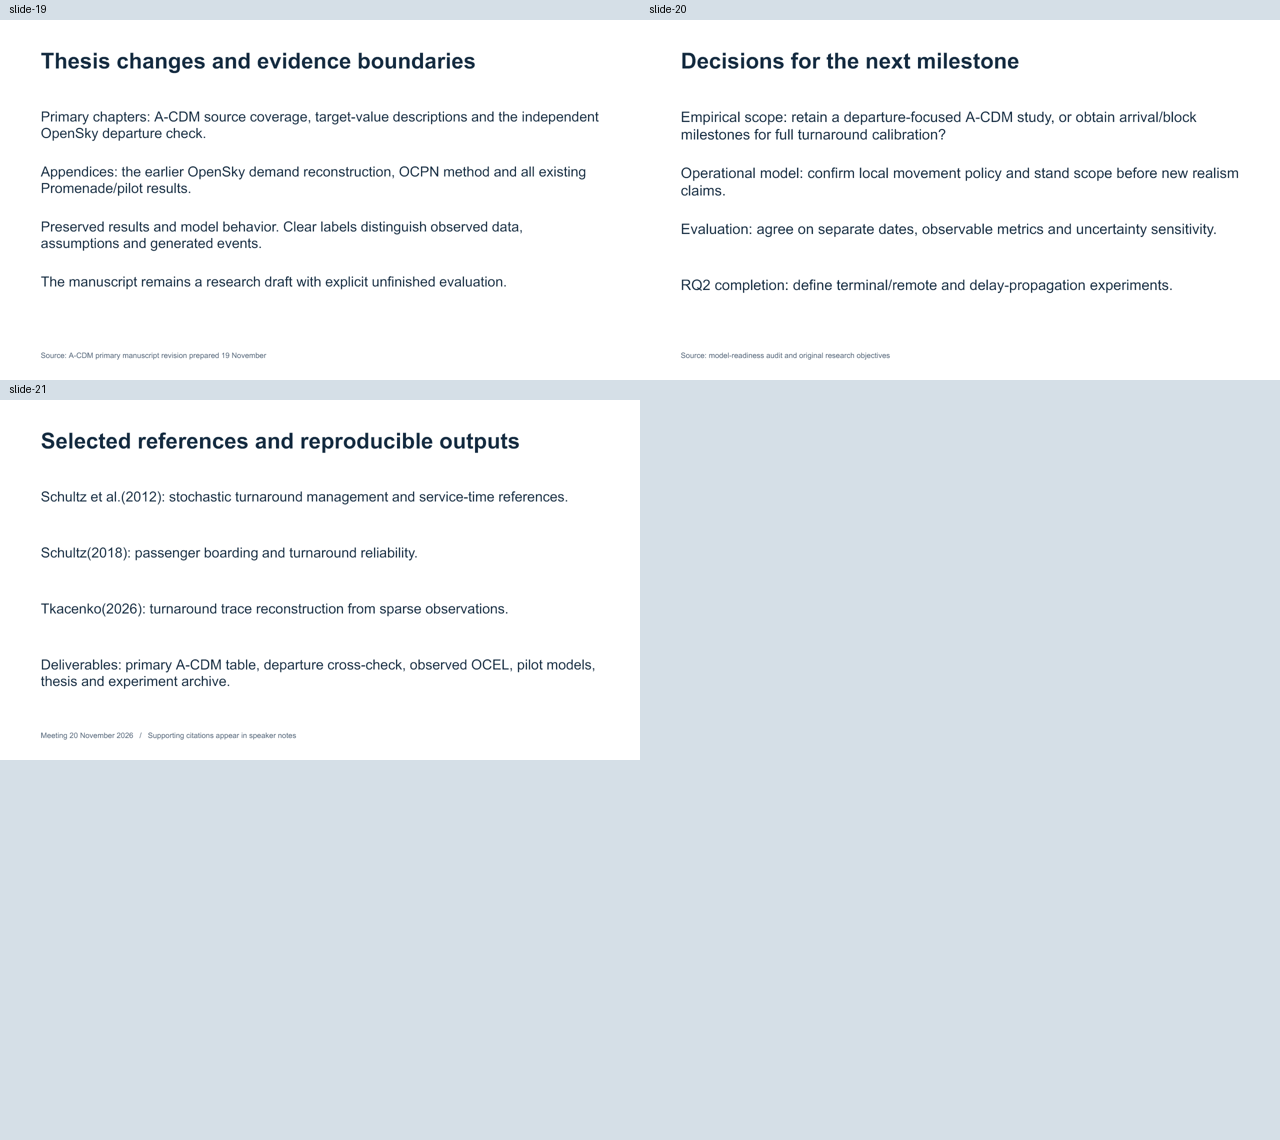 slide-19
Thesis changes and evidence boundaries
Primary chapters: A-CDM source coverage, target-value descriptions and the independent
OpenSky departure check.
Appendices: the earlier OpenSky demand reconstruction, OCPN method and all existing
Promenade/pilot results.
Preserved results and model behavior. Clear labels distinguish observed data,
assumptions and generated events.
The manuscript remains a research draft with explicit unfinished evaluation.
Source: A-CDM primary manuscript revision prepared 19 November
slide-20
Decisions for the next milestone
Empirical scope: retain a departure-focused A-CDM study, or obtain arrival/block
milestones for full turnaround calibration?
Operational model: confirm local movement policy and stand scope before new realism
claims.
Evaluation: agree on separate dates, observable metrics and uncertainty sensitivity.
RQ2 completion: define terminal/remote and delay-propagation experiments.
Source: model-readiness audit and original research objectives
slide-21
Selected references and reproducible outputs
Schultz et al.(2012): stochastic turnaround management and service-time references.
Schultz(2018): passenger boarding and turnaround reliability.
Tkacenko(2026): turnaround trace reconstruction from sparse observations.
Deliverables: primary A-CDM table, departure cross-check, observed OCEL, pilot models,
thesis and experiment archive.
Meeting 20 November 2026 / Supporting citations appear in speaker notes